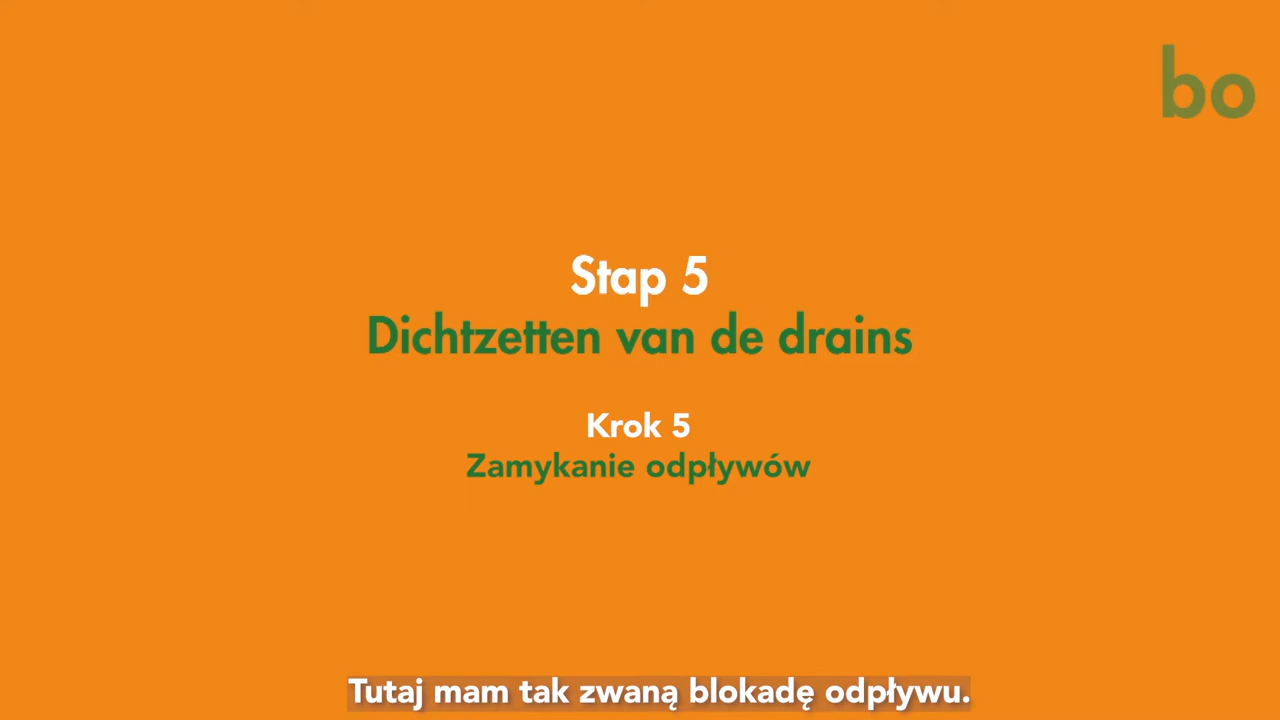 bo
Stap 5
Dichtzetten van de drains
Krok 5
Zamykanie odpływów
Tutaj mam tak zwaną blokadę odpływu.